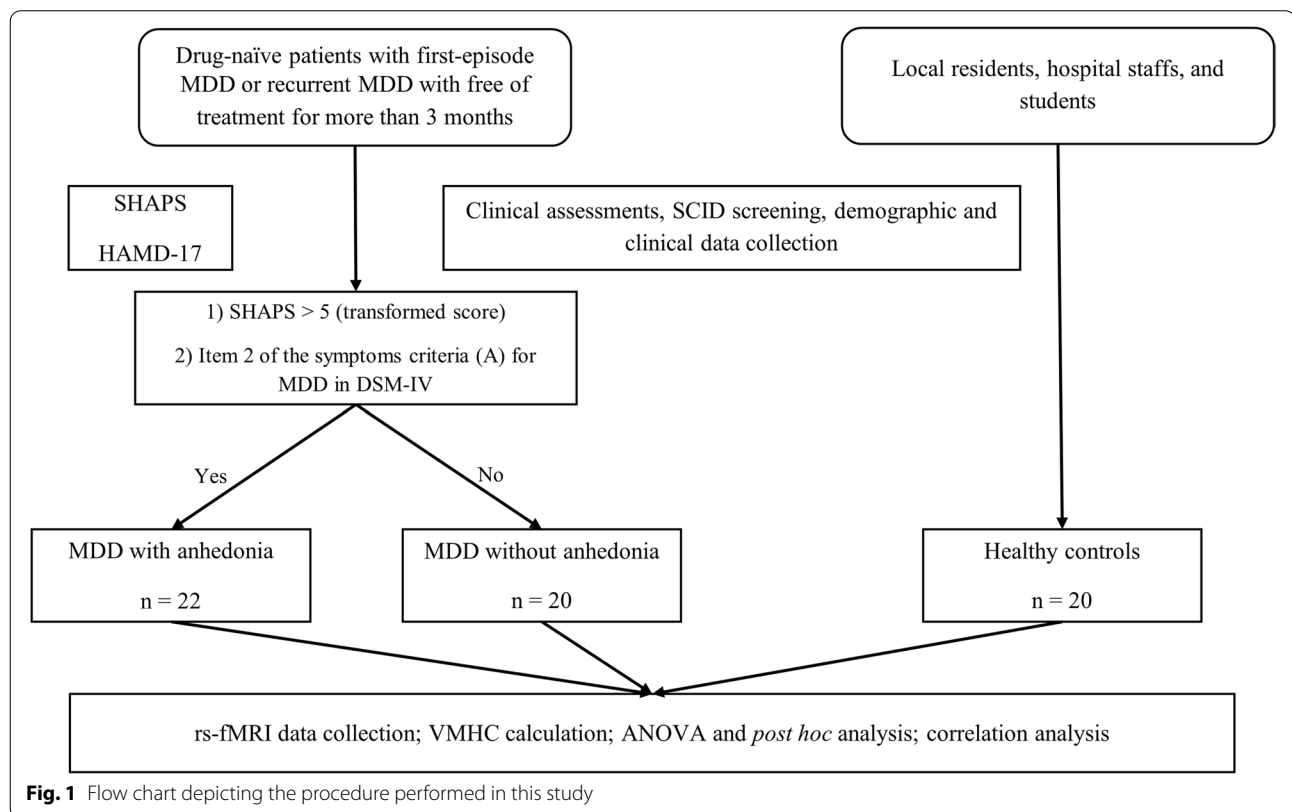 Drug-naïve patients with first-episode
MDD or recurrent MDD with free of
treatment for more than 3 months
Local residents, hospital staffs, and
students
SHAPS
HAMD-17
Clinical assessments, SCID screening, demographic and
clinical data collection
1) SHAPS > 5 (transformed score)
2) Item 2 of the symptoms criteria (A) for
MDD in DSM-IV
Yes
No
MDD with anhedonia
n = 22
MDD without anhedonia
n = 20
Healthy controls
n = 20
rs-fMRI data collection; VMHC calculation; ANOVA and post hoc analysis; correlation analysis
Fig. 1 Flow chart depicting the procedure performed in this study